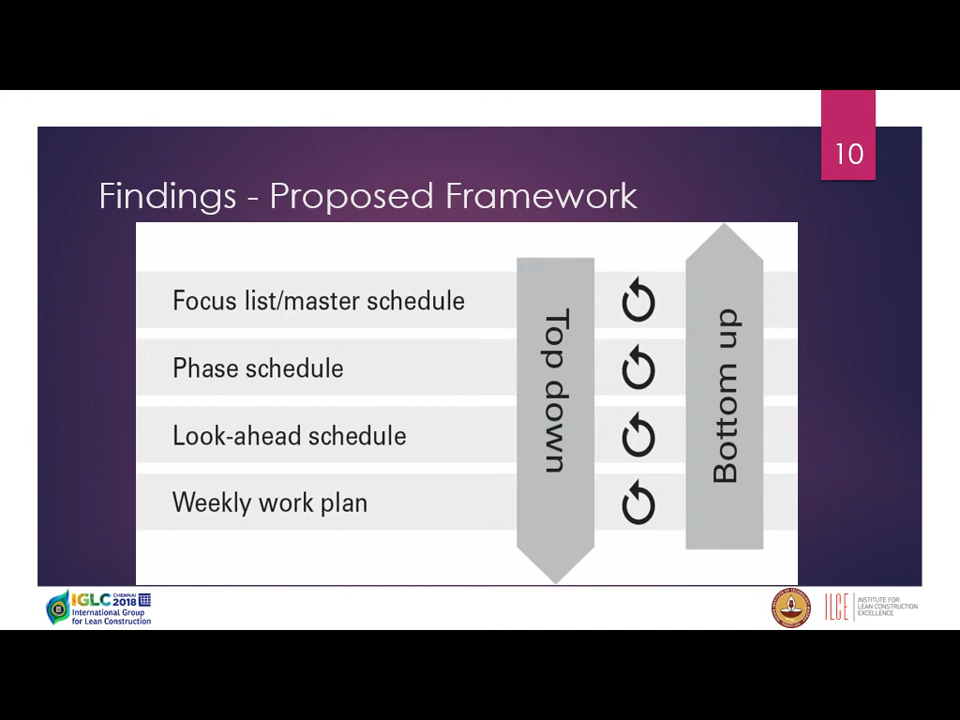 10
Findings - Proposed Framework
Focus list/master schedule
Phase schedule
Look-ahead schedule
Weekly work plan
Top down
Bottom up
IGLC CHENNAI 2018
International Group
for Lean Construction
ILCE
INSTITUTE FOR
LEAN CONSTRUCTION
EXCELLENCE